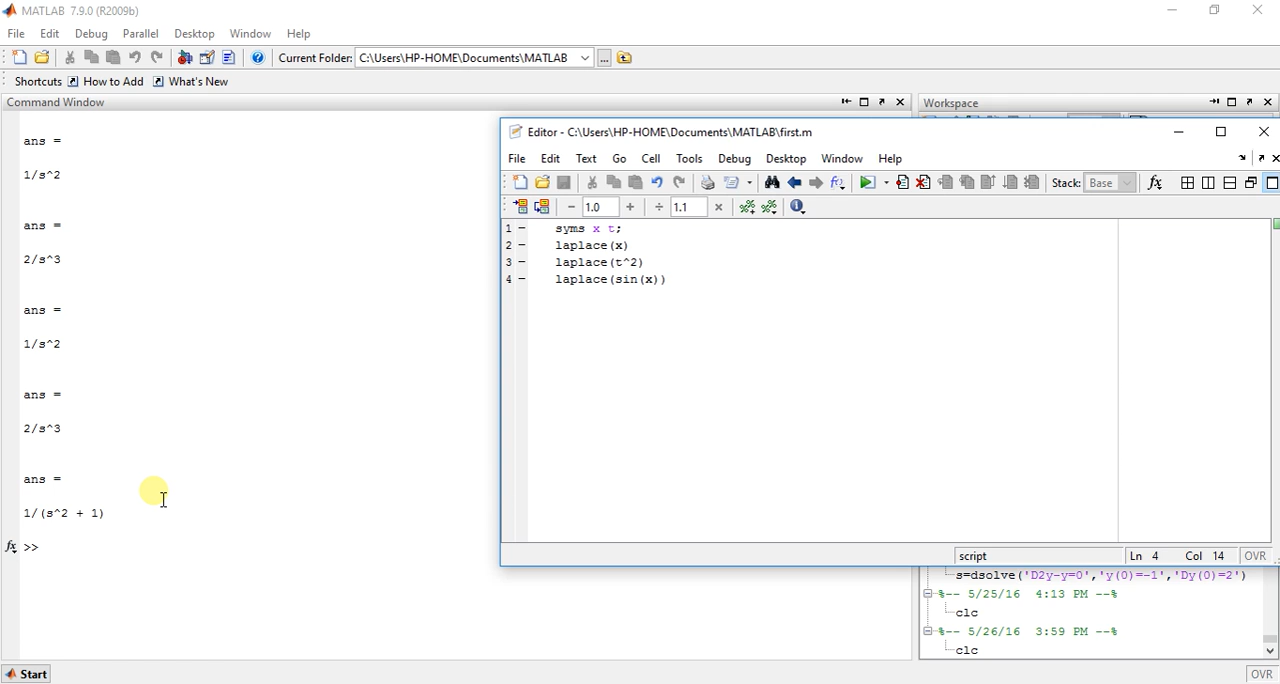 MATLAB 7.9.0 (R2009b)
File Edit Debug Parallel Desktop Window Help
Current Folder: C:\Users\HP-HOME\Documents\MATLAB ...
Shortcuts How to Add What's New
Command Window
Workspace
ans =
1/s^2
ans =
2/s^3
ans =
1/s^2
ans =
2/s^3
ans =
1/(s^2 + 1)
fx >>
Editor - C:\Users\HP-HOME\Documents\MATLAB\first.m
File Edit Text Go Cell Tools Debug Desktop Window Help
Stack: Base fx
− 1.0 + ÷ 1.1 ×
1 – syms x t;
2 – laplace(x)
3 – laplace(t^2)
4 – laplace(sin(x))
script Ln 4 Col 14 OVR
s=dsolve('D2y-y=0','y(0)=-1','Dy(0)=2')
%-- 5/25/16 4:13 PM --%
clc
%-- 5/26/16 3:59 PM --%
clc
Start
OVR